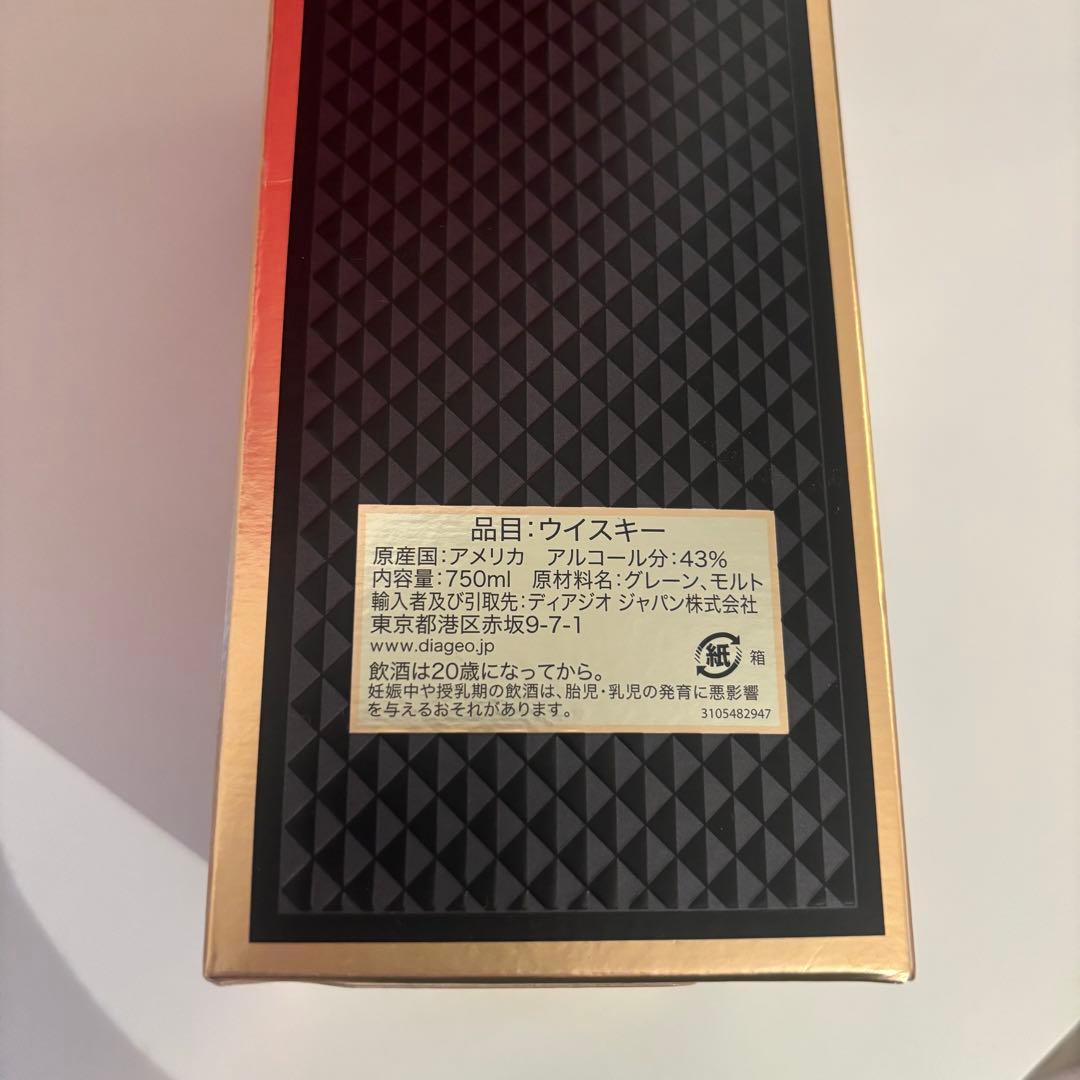 品目:ウイスキー
原産国:アメリカ　アルコール分:43%
内容量:750ml　原材料名:グレーン、モルト
輸入者及び引取先:ディアジオ ジャパン株式会社
東京都港区赤坂9-7-1
www.diageo.jp
紙 箱
飲酒は20歳になってから。
妊娠中や授乳期の飲酒は、胎児・乳児の発育に悪影響
を与えるおそれがあります。 3105482947